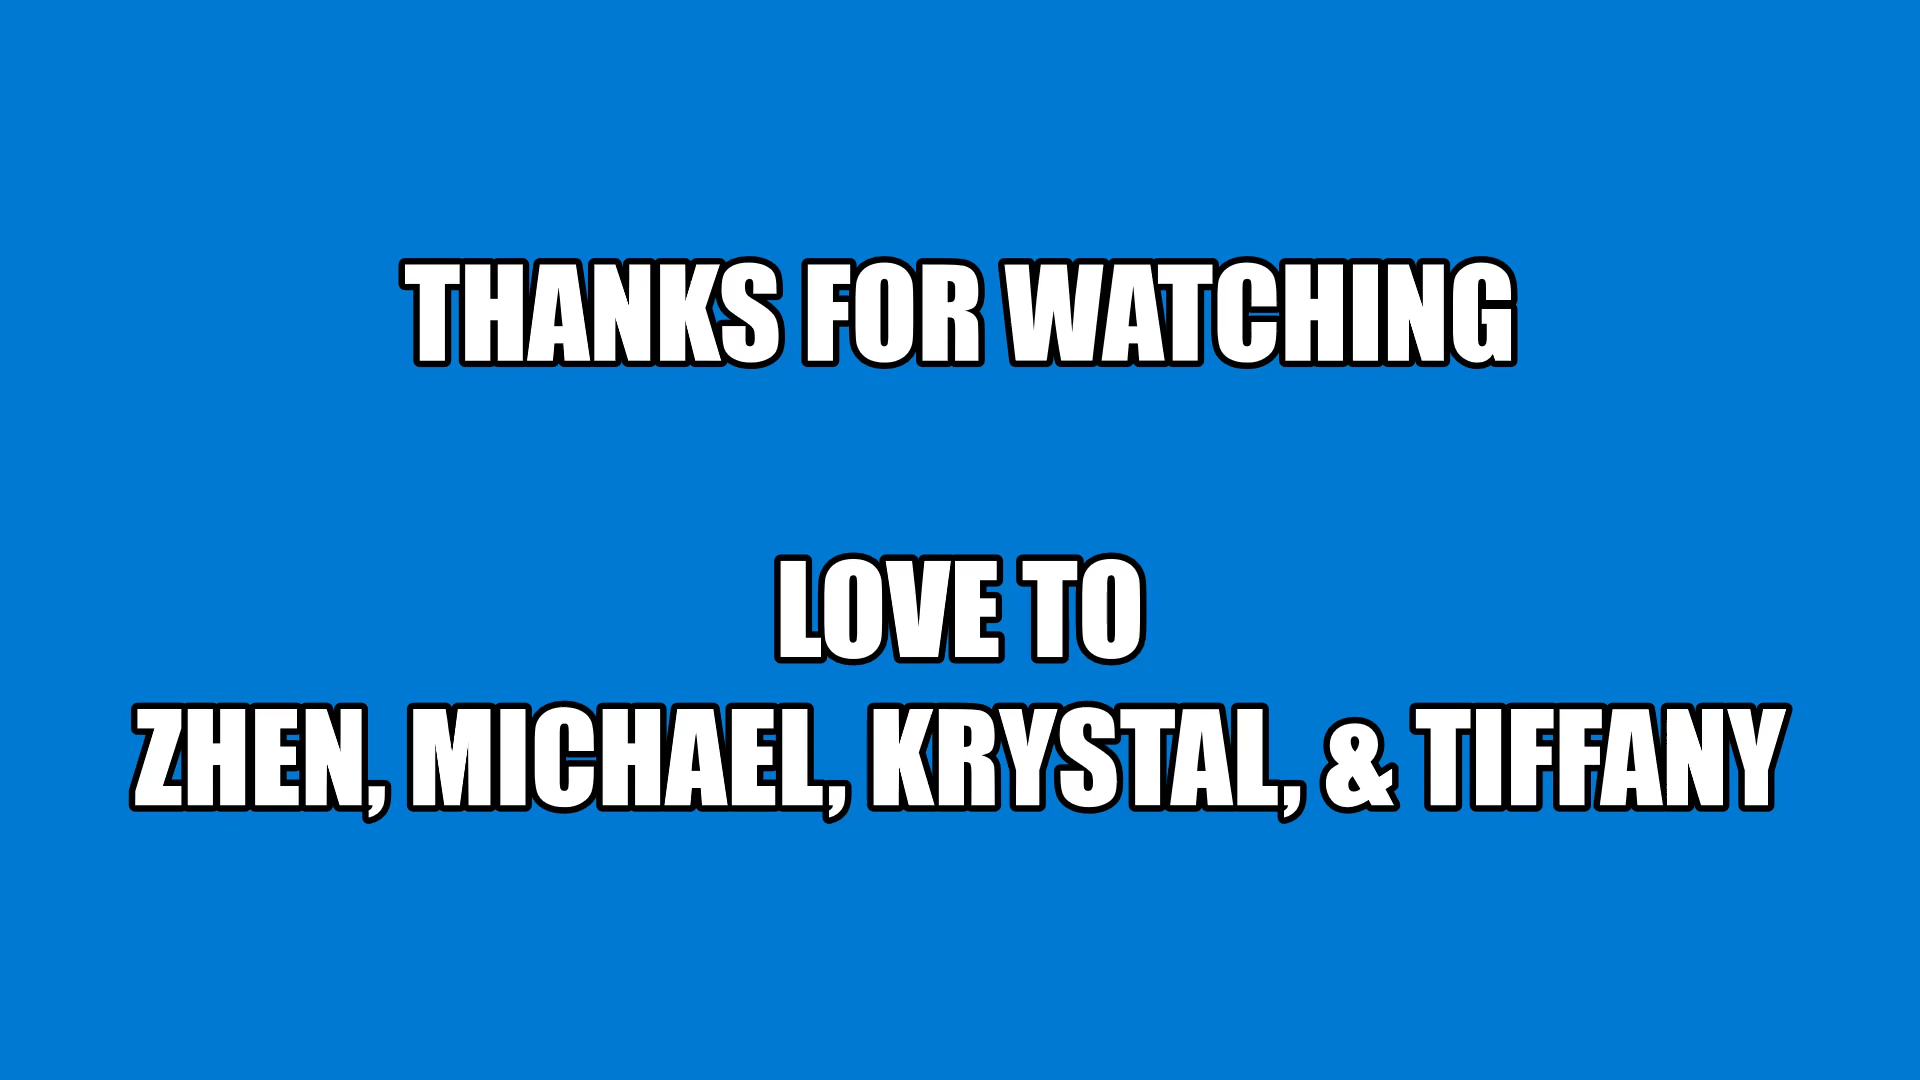 THANKS FOR WATCHING
LOVE TO
ZHEN, MICHAEL, KRYSTAL, & TIFFANY